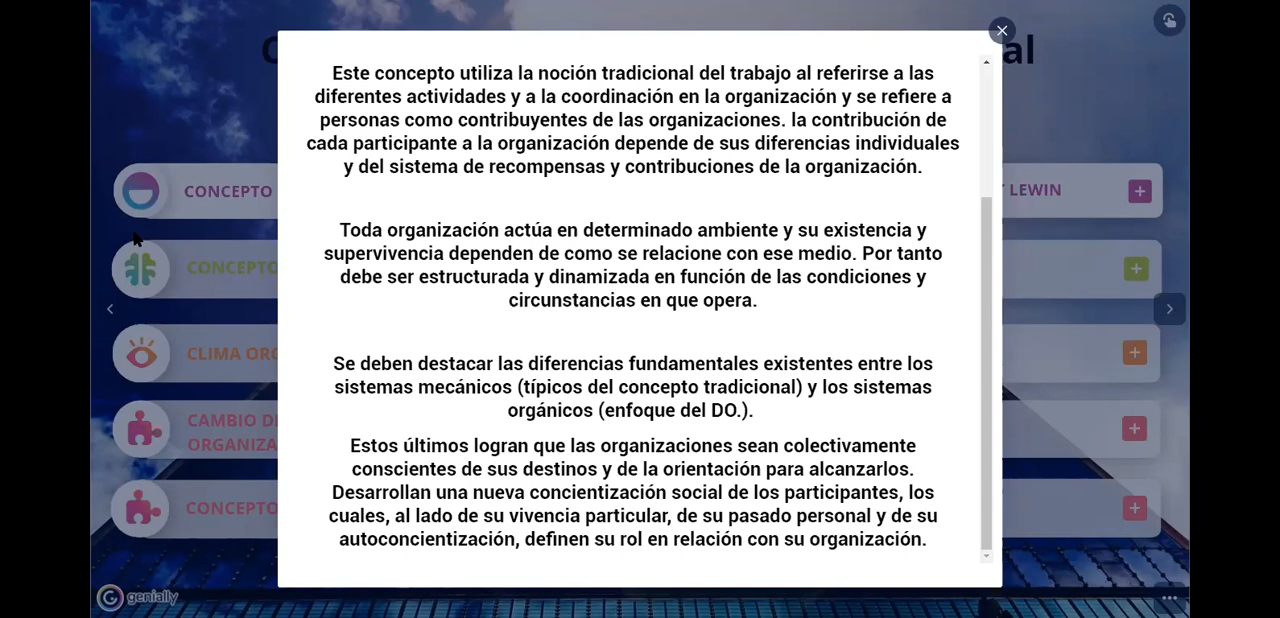 al
Este concepto utiliza la noción tradicional del trabajo al referirse a las
diferentes actividades y a la coordinación en la organización y se refiere a
personas como contribuyentes de las organizaciones. la contribución de
cada participante a la organización depende de sus diferencias individuales
y del sistema de recompensas y contribuciones de la organización.
Toda organización actúa en determinado ambiente y su existencia y
supervivencia dependen de como se relacione con ese medio. Por tanto
debe ser estructurada y dinamizada en función de las condiciones y
circunstancias en que opera.
Se deben destacar las diferencias fundamentales existentes entre los
sistemas mecánicos (típicos del concepto tradicional) y los sistemas
orgánicos (enfoque del DO.).
Estos últimos logran que las organizaciones sean colectivamente
conscientes de sus destinos y de la orientación para alcanzarlos.
Desarrollan una nueva concientización social de los participantes, los
cuales, al lado de su vivencia particular, de su pasado personal y de su
autoconcientización, definen su rol en relación con su organización.
CONCEPTO
LEWIN
CONCEPTO
CLIMA ORG
CAMBIO DE
ORGANIZA
CONCEPTO
genially